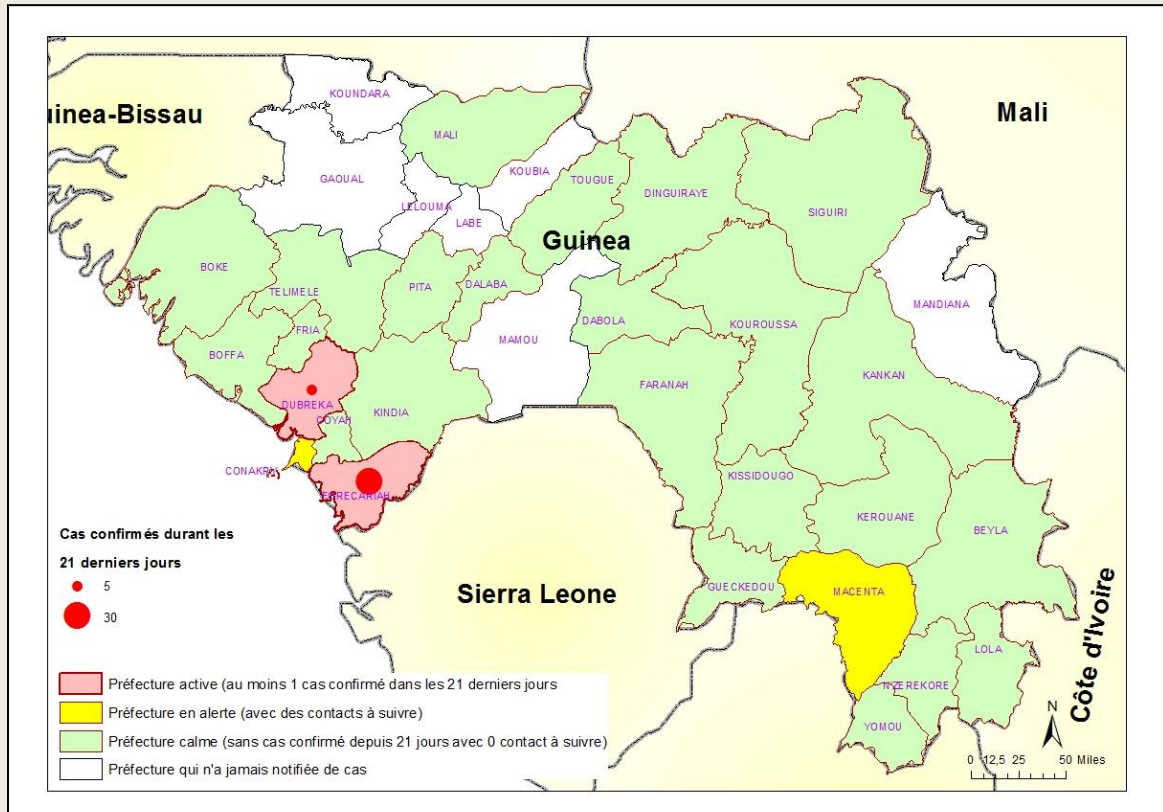 uinea-Bissau
Mali
KOUNDARA
MALI
GAOUAL
KOUBIA
TOUGUE
DINGUIRAYE
LELOUMA
LABE
SIGUIRI
Guinea
BOKE
TELIMELE
PITA
DALABA
MANDIANA
DABOLA
KOUROUSSA
FRIA
MAMOU
BOFFA
KANKAN
FARANAH
DUBREKA
KINDIA
COYAH
CONAKRY
KISSIDOUGO
FERRECARIAH
KEROUANE
BEYLA
Cas confirmés durant les
21 derniers jours
5
30
Sierra Leone
GUECKEDOU
MACENTA
Côte d'Ivoire
LOLA
N'ZEREKORE
YOMOU
N
0 12,5 25 50 Miles
Préfecture active (au moins 1 cas confirmé dans les 21 derniers jours
Préfecture en alerte (avec des contacts à suivre)
Préfecture calme (sans cas confirmé depuis 21 jours avec 0 contact à suivre)
Préfecture qui n'a jamais notifiée de cas